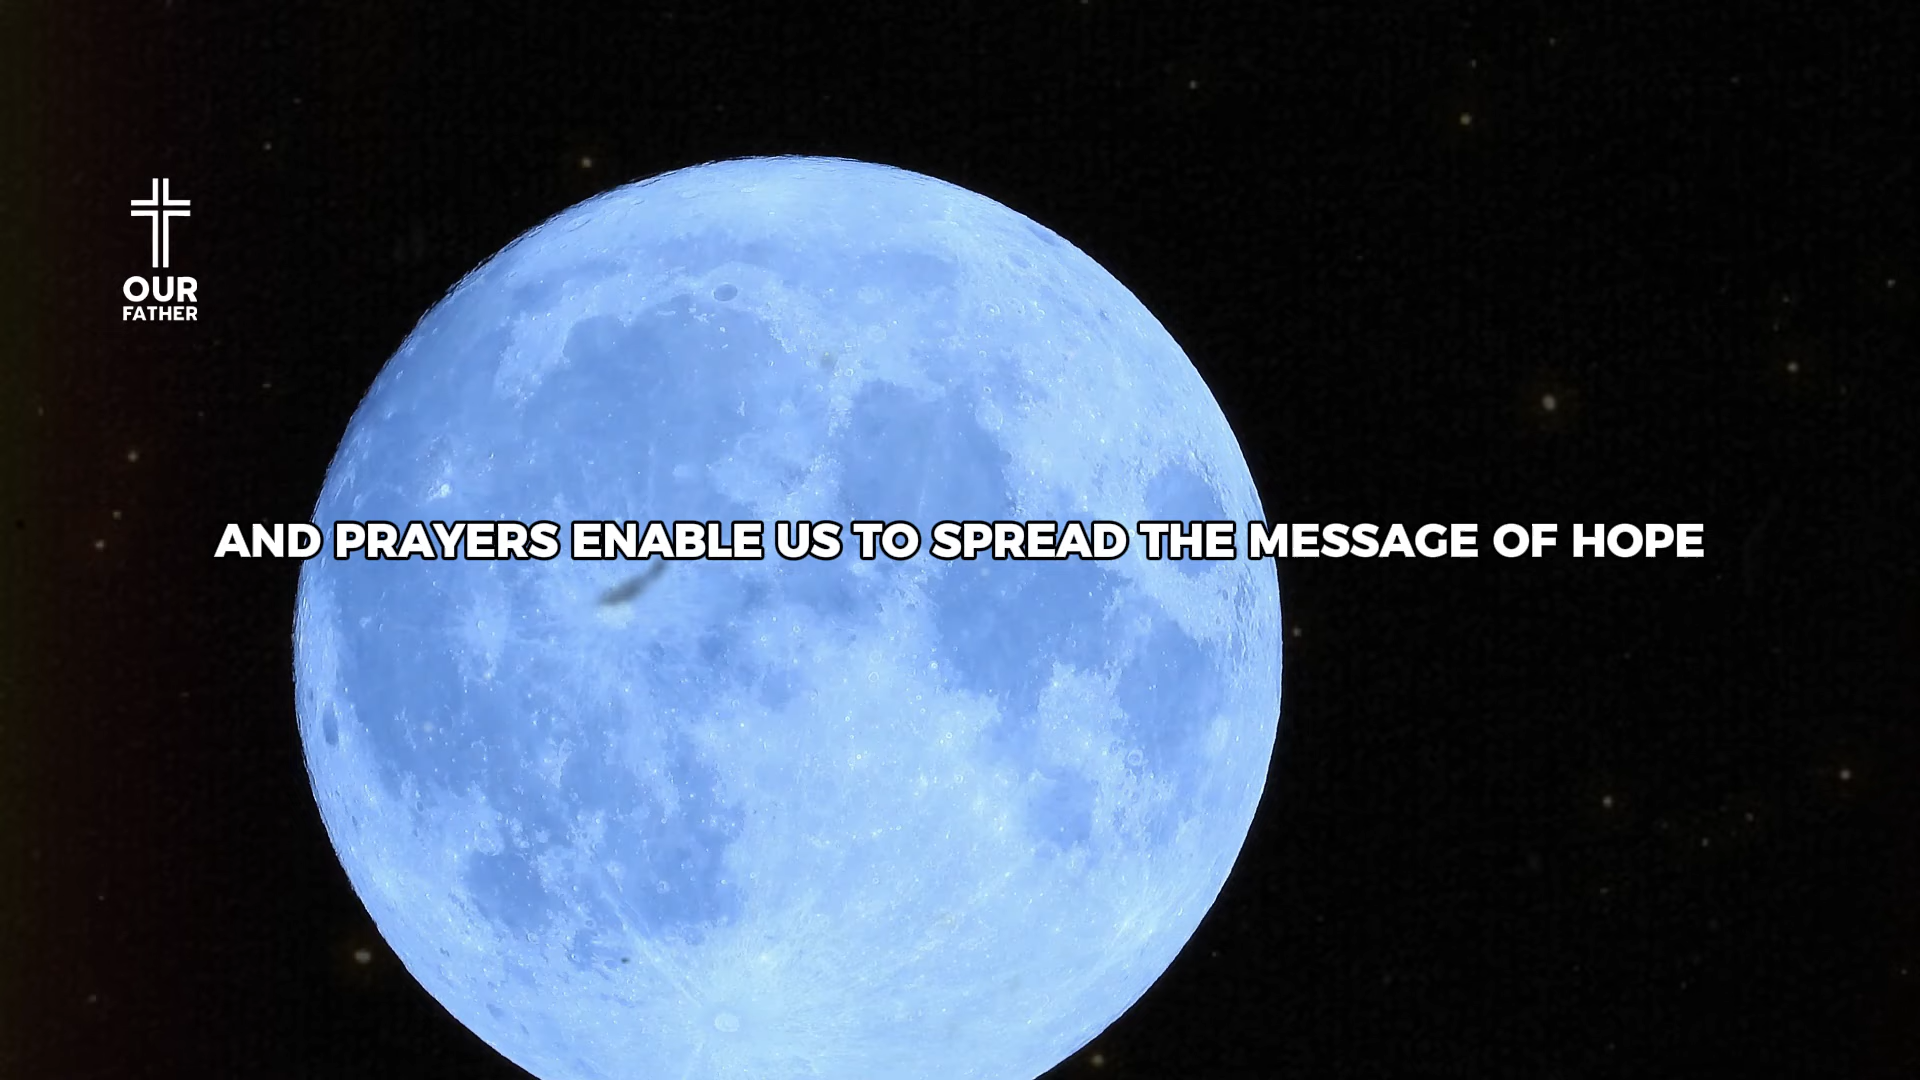 OUR
FATHER
AND PRAYERS ENABLE US TO SPREAD THE MESSAGE OF HOPE